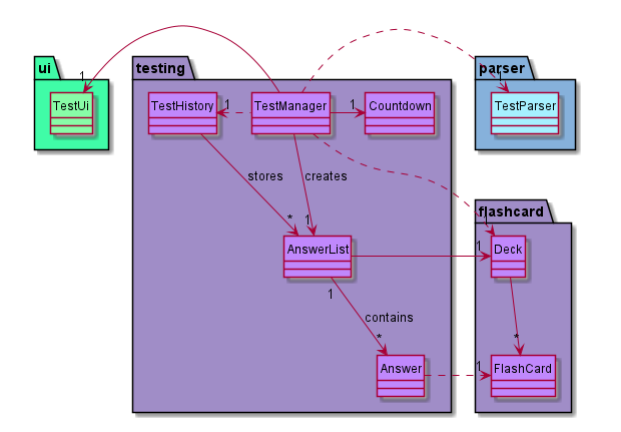 ui
testing
parser
1
1
TestUi
TestHistory
1
TestManager
1
Countdown
TestParser
stores
creates
flashcard
*
1
1
AnswerList
1
Deck
1
contains
*
*
Answer
1
FlashCard